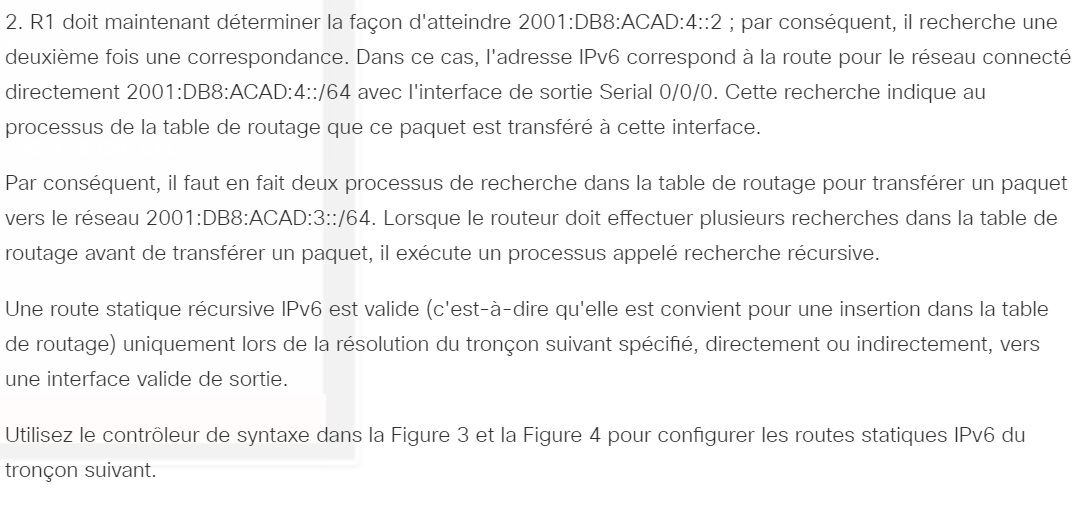 2. R1 doit maintenant déterminer la façon d'atteindre 2001:DB8:ACAD:4::2 ; par conséquent, il recherche une
deuxième fois une correspondance. Dans ce cas, l'adresse IPv6 correspond à la route pour le réseau connecté
directement 2001:DB8:ACAD:4::/64 avec l'interface de sortie Serial 0/0/0. Cette recherche indique au
processus de la table de routage que ce paquet est transféré à cette interface.
Par conséquent, il faut en fait deux processus de recherche dans la table de routage pour transférer un paquet
vers le réseau 2001:DB8:ACAD:3::/64. Lorsque le routeur doit effectuer plusieurs recherches dans la table de
routage avant de transférer un paquet, il exécute un processus appelé recherche récursive.
Une route statique récursive IPv6 est valide (c'est-à-dire qu'elle est convient pour une insertion dans la table
de routage) uniquement lors de la résolution du tronçon suivant spécifié, directement ou indirectement, vers
une interface valide de sortie.
Utilisez le contrôleur de syntaxe dans la Figure 3 et la Figure 4 pour configurer les routes statiques IPv6 du
tronçon suivant.